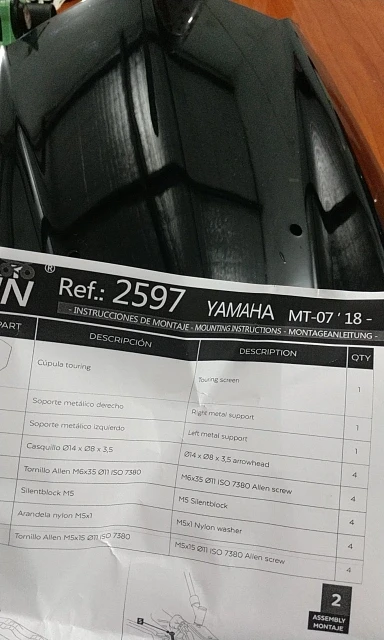 ®
Ref.: 2597 YAMAHA MT-07 '18 -
- INSTRUCCIONES DE MONTAJE - MOUNTING INSTRUCTIONS - MONTAGEANLEITUNG -
PART DESCRIPCIÓN DESCRIPTION QTY
Cúpula touring Touring screen 1
Soporte metálico derecho Right metal support 1
Soporte metálico izquierdo Left metal support 1
Casquillo Ø14 x Ø8 x 3,5 Ø14 x Ø8 x 3,5 arrowhead 4
Tornillo Allen M6x35 Ø11 ISO 7380 M6x35 Ø11 ISO 7380 Allen screw 4
Silentblock M5 M5 Silentblock 4
Arandela nylon M5x1 M5x1 Nylon washer 4
Tornillo Allen M5x15 Ø11 ISO 7380 M5x15 Ø11 ISO 7380 Allen screw 4
2
ASSEMBLY
MONTAJE